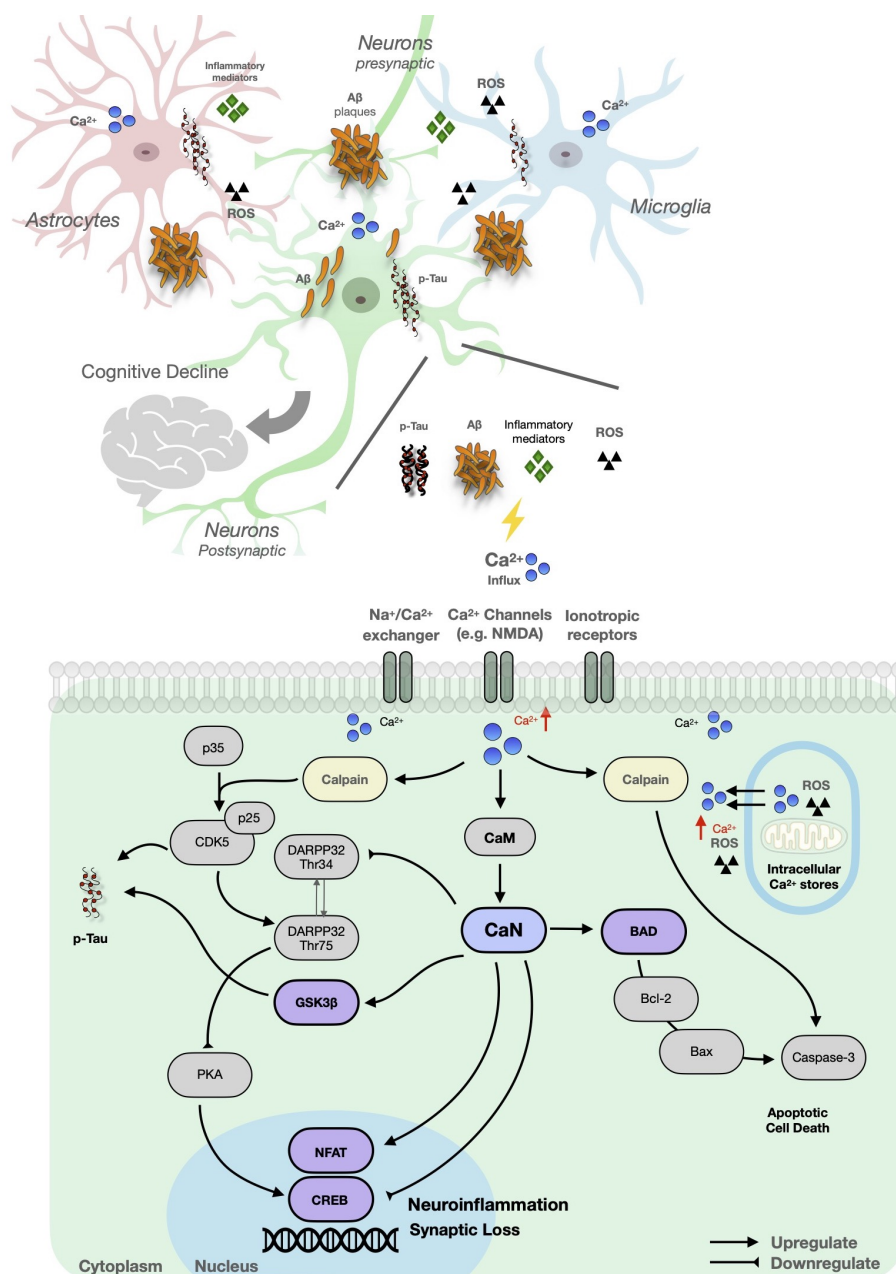 Neurons
presynaptic
Inflammatory
mediators
ROS
Ca²⁺
Ca²⁺
Aβ
plaques
Astrocytes
ROS
Microglia
Ca²⁺
Aβ
p-Tau
Cognitive Decline
p-Tau
Aβ
Inflammatory
mediators
ROS
Neurons
Postsynaptic
Ca²⁺
Influx
Na⁺/Ca²⁺
exchanger
Ca²⁺ Channels
(e.g. NMDA)
Ionotropic
receptors
Ca²⁺
Ca²⁺
Ca²⁺
p35
Calpain
Calpain
ROS
p25
CDK5
CaM
Ca²⁺
ROS
DARPP32
Thr34
Intracellular
Ca²⁺ stores
p-Tau
DARPP32
Thr75
CaN
BAD
GSK3β
Bcl-2
Bax
Caspase-3
PKA
Apoptotic
Cell Death
NFAT
CREB
Neuroinflammation
Synaptic Loss
Cytoplasm
Nucleus
Upregulate
Downregulate